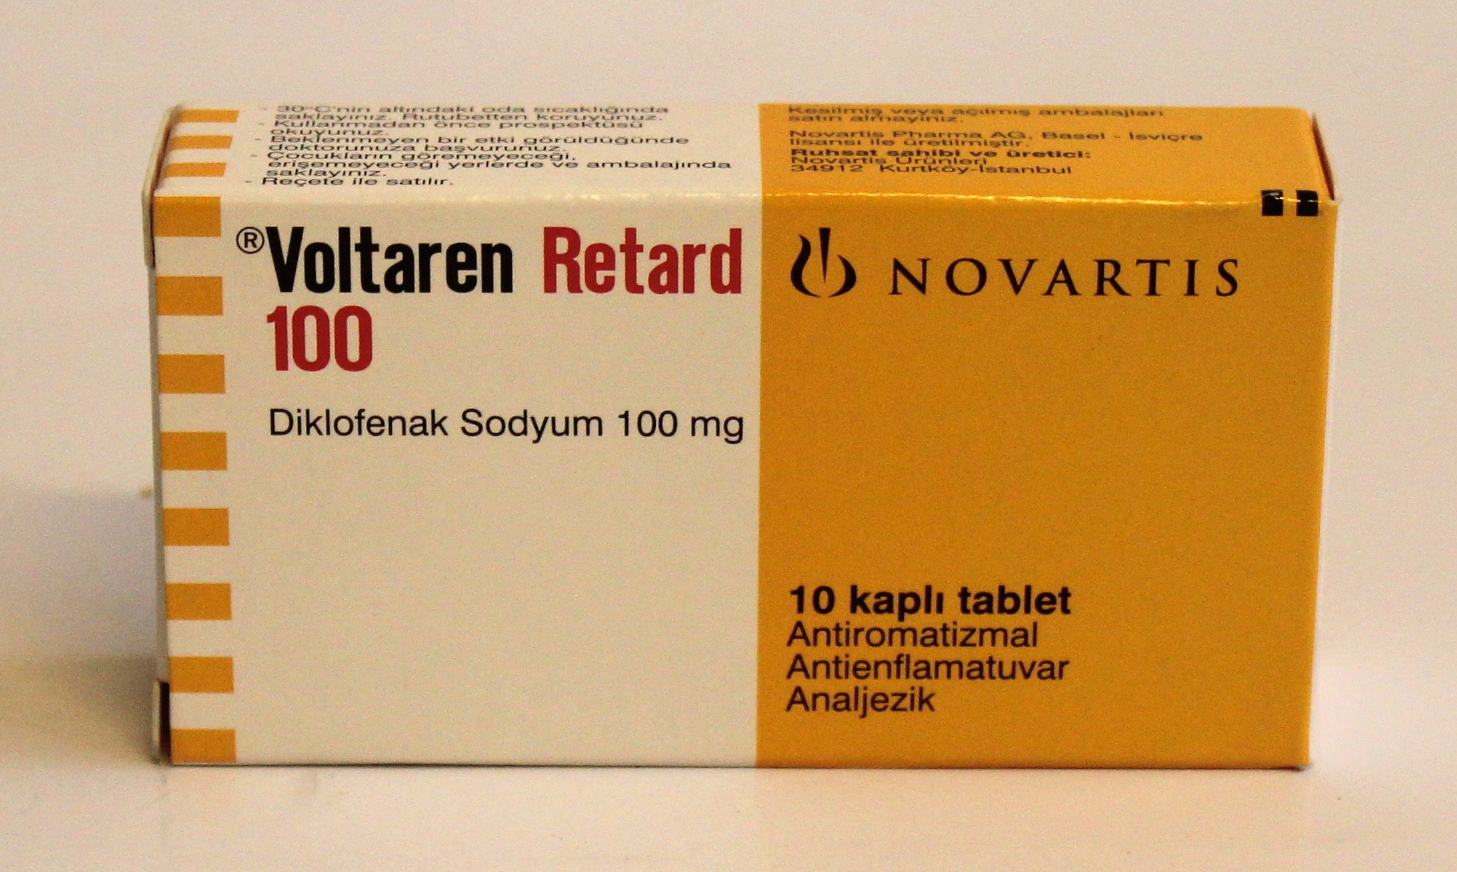 - 30°C'nin altındaki oda sıcaklığında
saklayınız. Rutubetten koruyunuz.
- Kullanmadan önce prospektüsü
okuyunuz.
- Beklenmeyen bir etki görüldüğünde
doktorunuza başvurunuz.
- Çocukların göremeyeceği,
erişemeyeceği yerlerde ve ambalajında
saklayınız.
- Reçete ile satılır.
Kesilmiş veya açılmış ambalajları
satın almayınız.
Novartis Pharma AG, Basel - İsviçre
lisansı ile üretilmiştir.
Ruhsat sahibi ve üretici:
Novartis Ürünleri
34912 Kurtköy-İstanbul
®Voltaren Retard
100
Diklofenak Sodyum 100 mg
NOVARTIS
10 kaplı tablet
Antiromatizmal
Antienflamatuvar
Analjezik